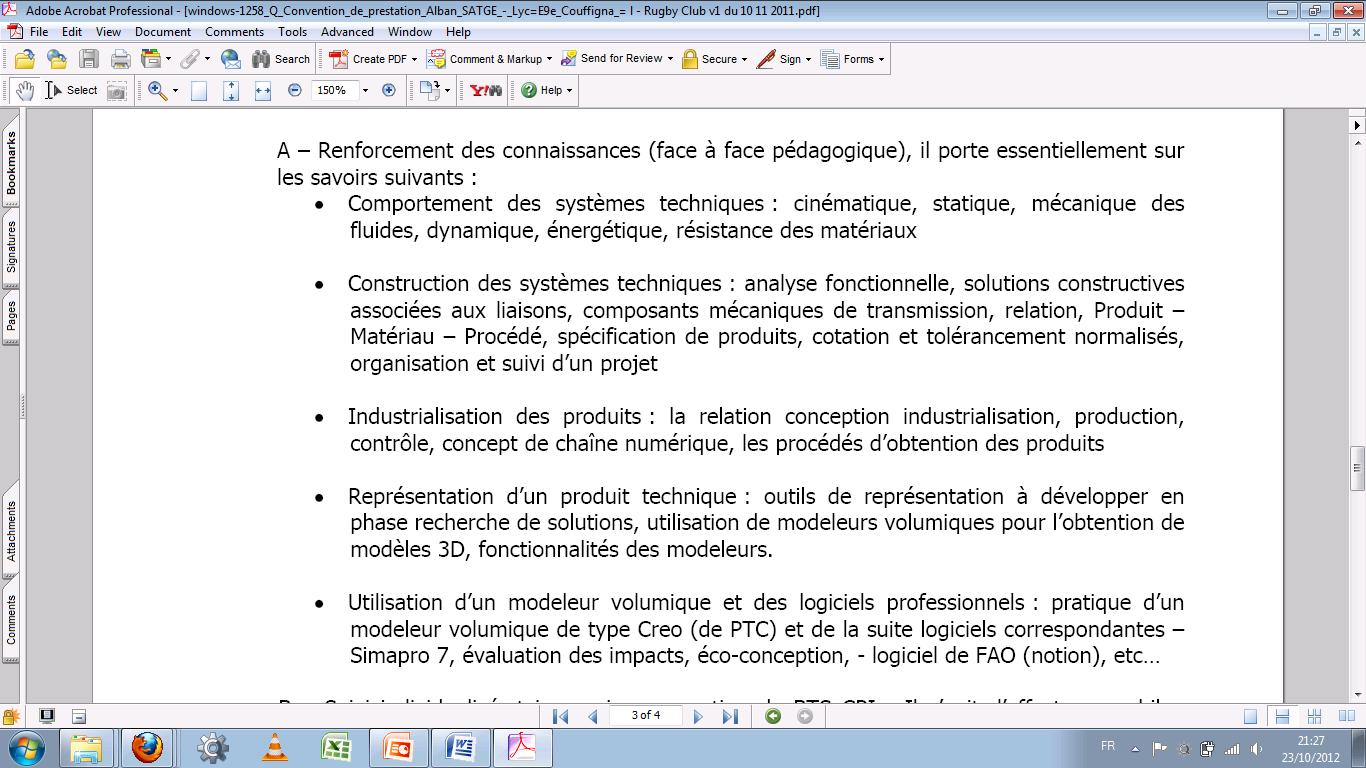 Adobe Acrobat Professional - [windows-1258_Q_Convention_de_prestation_Alban_SATGE_-_Lyc=E9e_Couffigna_= l - Rugby Club v1 du 10 11 2011.pdf]
File Edit View Document Comments Tools Advanced Window Help
Search Create PDF Comment & Markup Send for Review Secure Sign Forms
Select 150% Y! Help
Bookmarks
Signatures
Pages
Attachments
Comments
A – Renforcement des connaissances (face à face pédagogique), il porte essentiellement sur
les savoirs suivants :
• Comportement des systèmes techniques : cinématique, statique, mécanique des
fluides, dynamique, énergétique, résistance des matériaux
• Construction des systèmes techniques : analyse fonctionnelle, solutions constructives
associées aux liaisons, composants mécaniques de transmission, relation, Produit –
Matériau – Procédé, spécification de produits, cotation et tolérancement normalisés,
organisation et suivi d’un projet
• Industrialisation des produits : la relation conception industrialisation, production,
contrôle, concept de chaîne numérique, les procédés d’obtention des produits
• Représentation d’un produit technique : outils de représentation à développer en
phase recherche de solutions, utilisation de modeleurs volumiques pour l’obtention de
modèles 3D, fonctionnalités des modeleurs.
• Utilisation d’un modeleur volumique et des logiciels professionnels : pratique d’un
modeleur volumique de type Creo (de PTC) et de la suite logiciels correspondantes –
Simapro 7, évaluation des impacts, éco-conception, - logiciel de FAO (notion), etc…
3 of 4
FR
21:27
23/10/2012